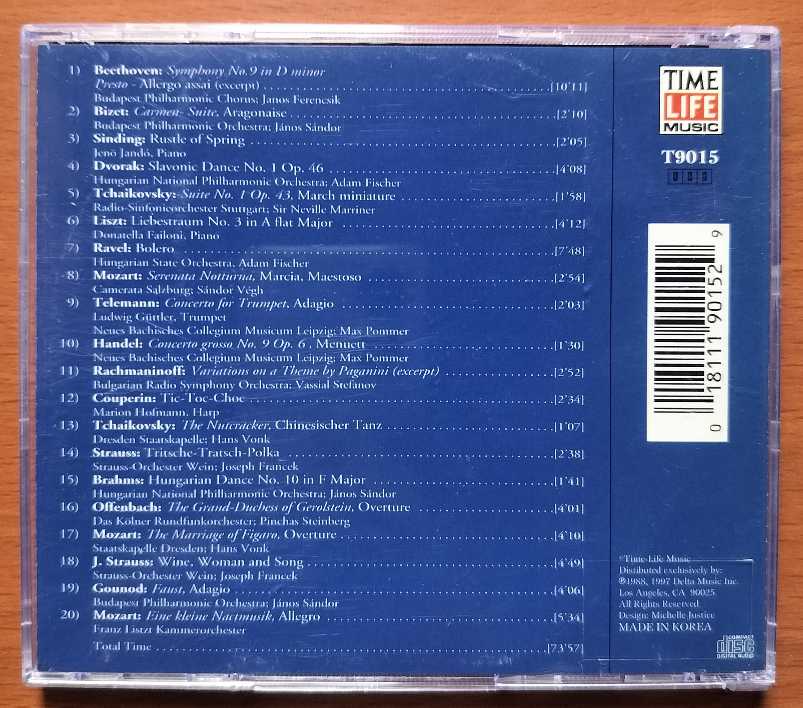 1) Beethoven: Symphony No.9 in D minor
Presto - Allergo assai (excerpt) [10'11]
Budapest Philharmonic Chorus; Janos Ferencsik
2) Bizet: Carmen- Suite, Aragonaise [2'10]
Budapest Philharmonic Orchestra; János Sándor
3) Sinding: Rustle of Spring [2'05]
Jenö Jandó, Piano
4) Dvorak: Slavonic Dance No. 1 Op. 46 [4'08]
Hungarian National Philharmonic Orchestra; Adam Fischer
5) Tchaikovsky: Suite No. 1 Op. 43, March miniature [1'58]
Radio-Sinfonicorchester Stuttgart; Sir Neville Marriner
6) Liszt: Liebestraum No. 3 in A flat Major [4'12]
Donatella Failoni, Piano
7) Ravel: Bolero [7'48]
Hungarian State Orchestra, Adam Fischer
8) Mozart: Serenata Notturna, Marcia, Maestoso [2'54]
Camerata Salzburg; Sándor Végh
9) Telemann: Concerto for Trumpet, Adagio [2'03]
Ludwig Güttler, Trumpet
Neues Bachisches Collegium Musicum Leipzig; Max Pommer
10) Handel: Concerto grosso No. 9 Op. 6 , Menuett [1'30]
Neues Bachisches Collegium Musicum Leipzig; Max Pommer
11) Rachmaninoff: Variations on a Theme by Paganini (excerpt) [2'52]
Bulgarian Radio Symphony Orchestra; Vassial Stefanov
12) Couperin: Tic-Toc-Choc [2'34]
Marion Hofmann, Harp
13) Tchaikovsky: The Nutcracker, Chinesischer Tanz [1'07]
Dresden Staatskapelle; Hans Vonk
14) Strauss: Tritsche-Tratsch-Polka [2'38]
Strauss-Orchester Wein; Joseph Francek
15) Brahms: Hungarian Dance No. 10 in F Major [1'41]
Hungarian National Philharmonic Orchestra; János Sándor
16) Offenbach: The Grand-Duchess of Gerolstein, Overture [4'01]
Das Kölner Rundfunkorchester; Pinchas Steinberg
17) Mozart: The Marriage of Figaro, Overture [4'10]
Staatskapelle Dresden; Hans Vonk
18) J. Strauss: Wine, Woman and Song [4'49]
Strauss-Orchester Wein; Joseph Francek
19) Gounod: Faust, Adagio [4'06]
Budapest Philharmonic Orchestra; János Sándor
20) Mozart: Eine kleine Nactmusik, Allegro [5'34]
Franz Listzt Kammerorchester
Total Time [73'57]
TIME
LIFE
MUSIC
T9015
0 18111 90152 9
©Time-Life Music
Distibuted exclusively by:
℗1988, 1997 Delta Music Inc.
Los Angeles, CA 90025.
All Rights Reserved.
Design: Michelle Justice
MADE IN KOREA
COMPACT
disc
DIGITAL AUDIO